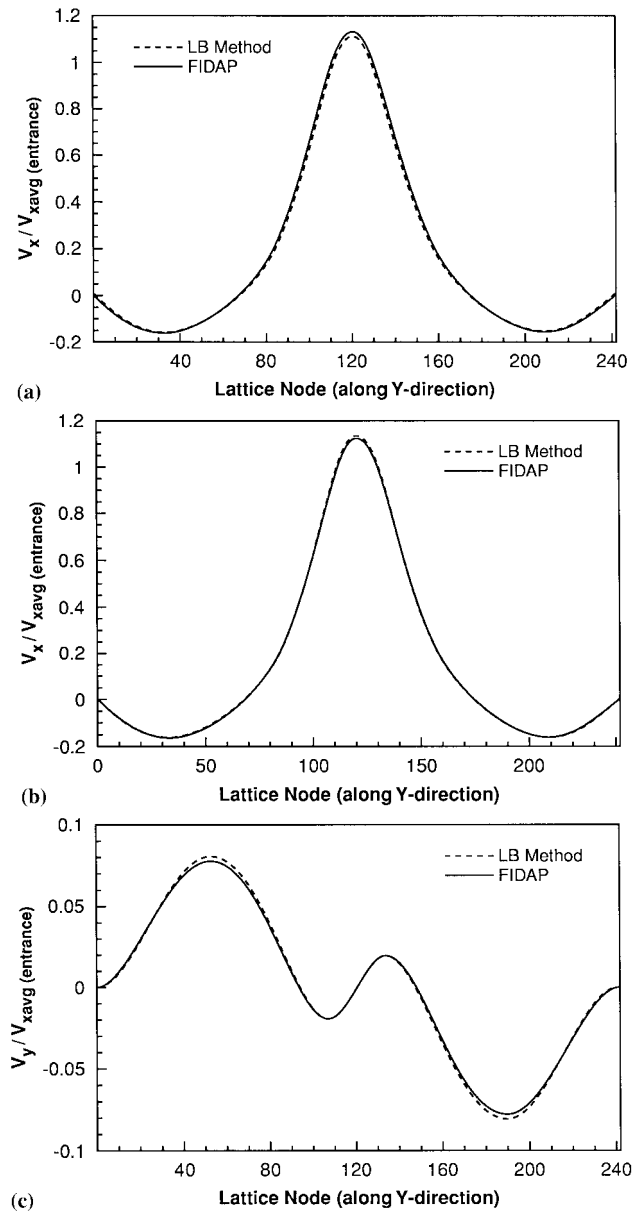 1.2
LB Method
FIDAP
1
0.8
0.6
0.4
0.2
0
-0.2
Vx / Vxavg (entrance)
40 80 120 160 200 240
Lattice Node (along Y-direction)
(a)
1.2
LB Method
FIDAP
1
0.8
0.6
0.4
0.2
0
-0.2
Vx / Vxavg (entrance)
0 50 100 150 200
Lattice Node (along Y-direction)
(b)
0.1
LB Method
FIDAP
0.05
0
-0.05
-0.1
Vy / Vxavg (entrance)
40 80 120 160 200 240
Lattice Node (along Y-direction)
(c)